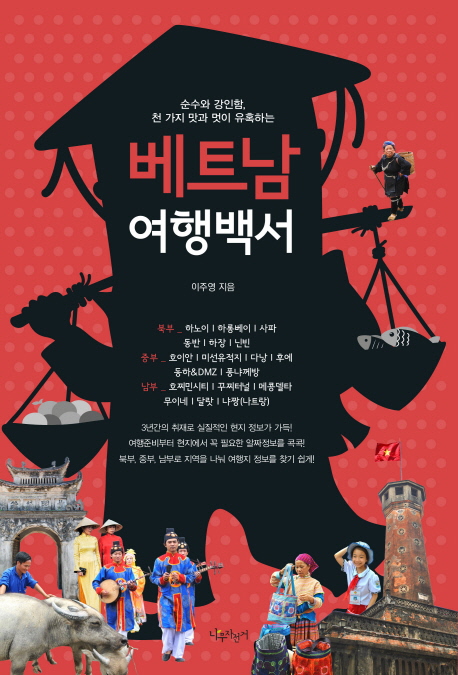 순수와 강인함,
천 가지 맛과 멋이 유혹하는
베트남
여행백서
이주영 지음
북부 _ 하노이 I 하롱베이 I 사파
동반 I 하장 I 닌빈
중부 _ 호이안 I 미선유적지 I 다낭 I 후에
동하&DMZ I 퐁냐께방
남부 _ 호찌민시티 I 꾸찌터널 I 메콩델타
무이네 I 달랏 I 냐짱(나트랑)
3년간의 취재로 실질적인 현지 정보가 가득!
여행준비부터 현지에서 꼭 필요한 알짜정보를 콕콕!
북부, 중부, 남부로 지역을 나눠 여행지 정보를 찾기 쉽게!
나무자전거